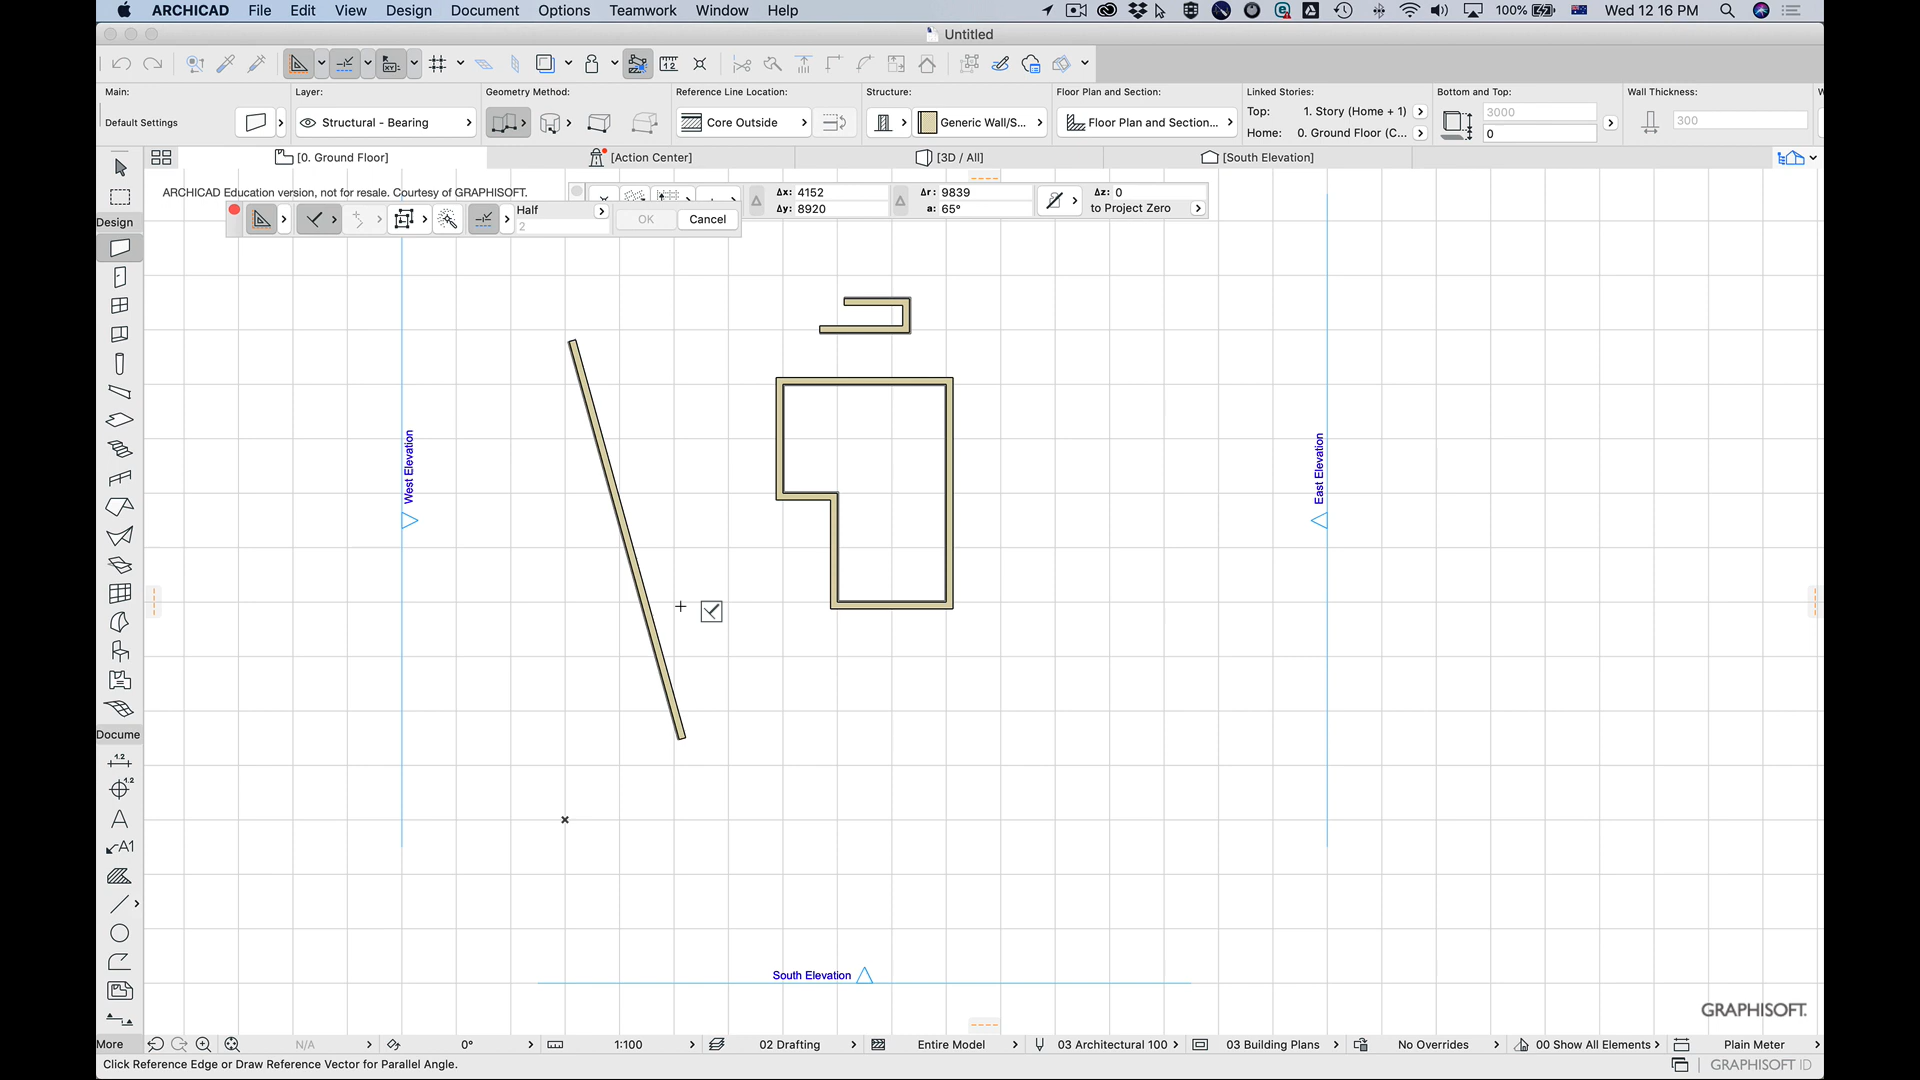 ARCHICAD File Edit View Design Document Options Teamwork Window Help
100% Wed 12 16 PM
Untitled
Main:
Default Settings
Layer:
Structural - Bearing
Geometry Method:
Reference Line Location:
Core Outside
Structure:
Generic Wall/S...
Floor Plan and Section:
Floor Plan and Section...
Linked Stories:
Top: 1. Story (Home + 1)
Home: 0. Ground Floor (C...
Bottom and Top:
3000
0
Wall Thickness:
300
[0. Ground Floor]
[Action Center]
[3D / All]
[South Elevation]
ARCHICAD Education version, not for resale. Courtesy of GRAPHISOFT.
Δx: 4152
Δy: 8920
Δr: 9839
a: 65°
Δz: 0
to Project Zero
Half
2
OK
Cancel
Design
West Elevation
East Elevation
South Elevation
Docume
1.2
1.2
A
A1
More
GRAPHISOFT.
N/A
0°
1:100
02 Drafting
Entire Model
03 Architectural 100
03 Building Plans
No Overrides
00 Show All Elements
Plain Meter
Click Reference Edge or Draw Reference Vector for Parallel Angle.
GRAPHISOFT ID